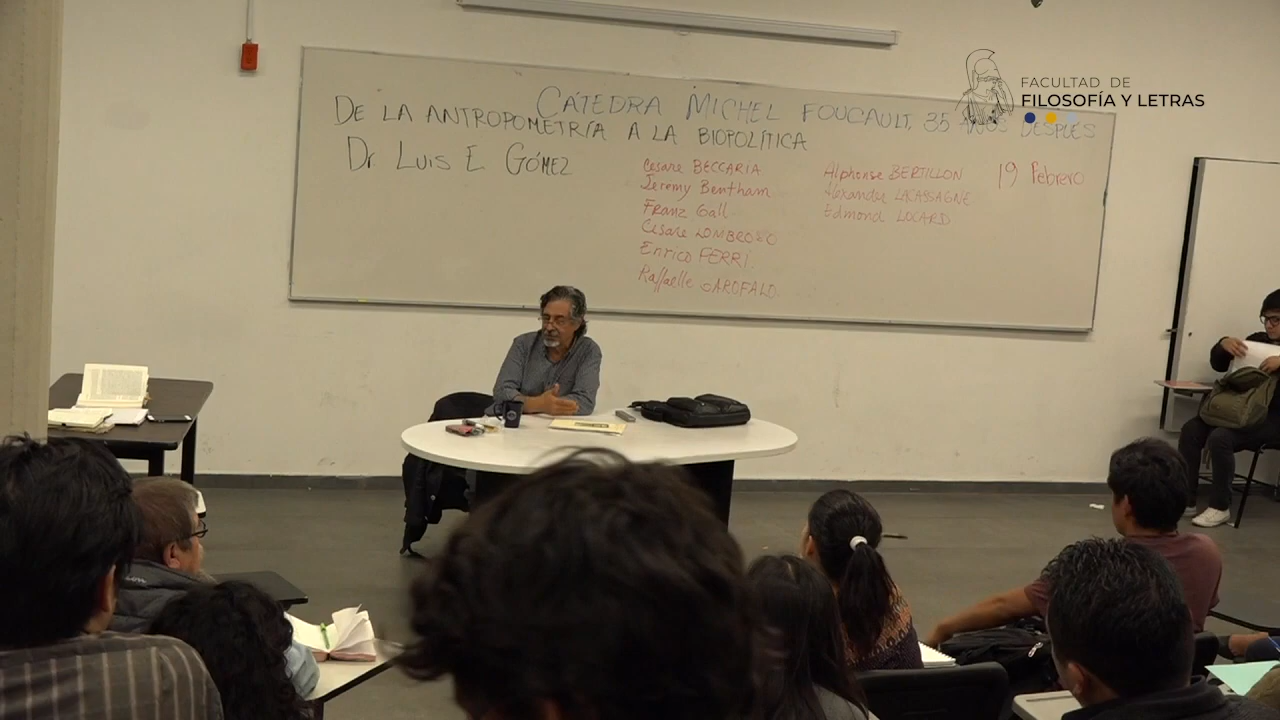 CÁTEDRA MICHEL FOUCAULT, 35 AÑOS DESPUÉS
DE LA ANTROPOMETRÍA A LA BIOPOLÍTICA
Dr LUIS E GÓMEZ
19 Febrero
Cesare BECCARIA
Jeremy Bentham
Franz Gall
Cesare LOMBROSO
Enrico FERRI.
Raffaelle GAROFALO
Alphonse BERTILLON
Alexander LACASSAGNE
Edmond LOCARD
FACULTAD DE
FILOSOFÍA Y LETRAS